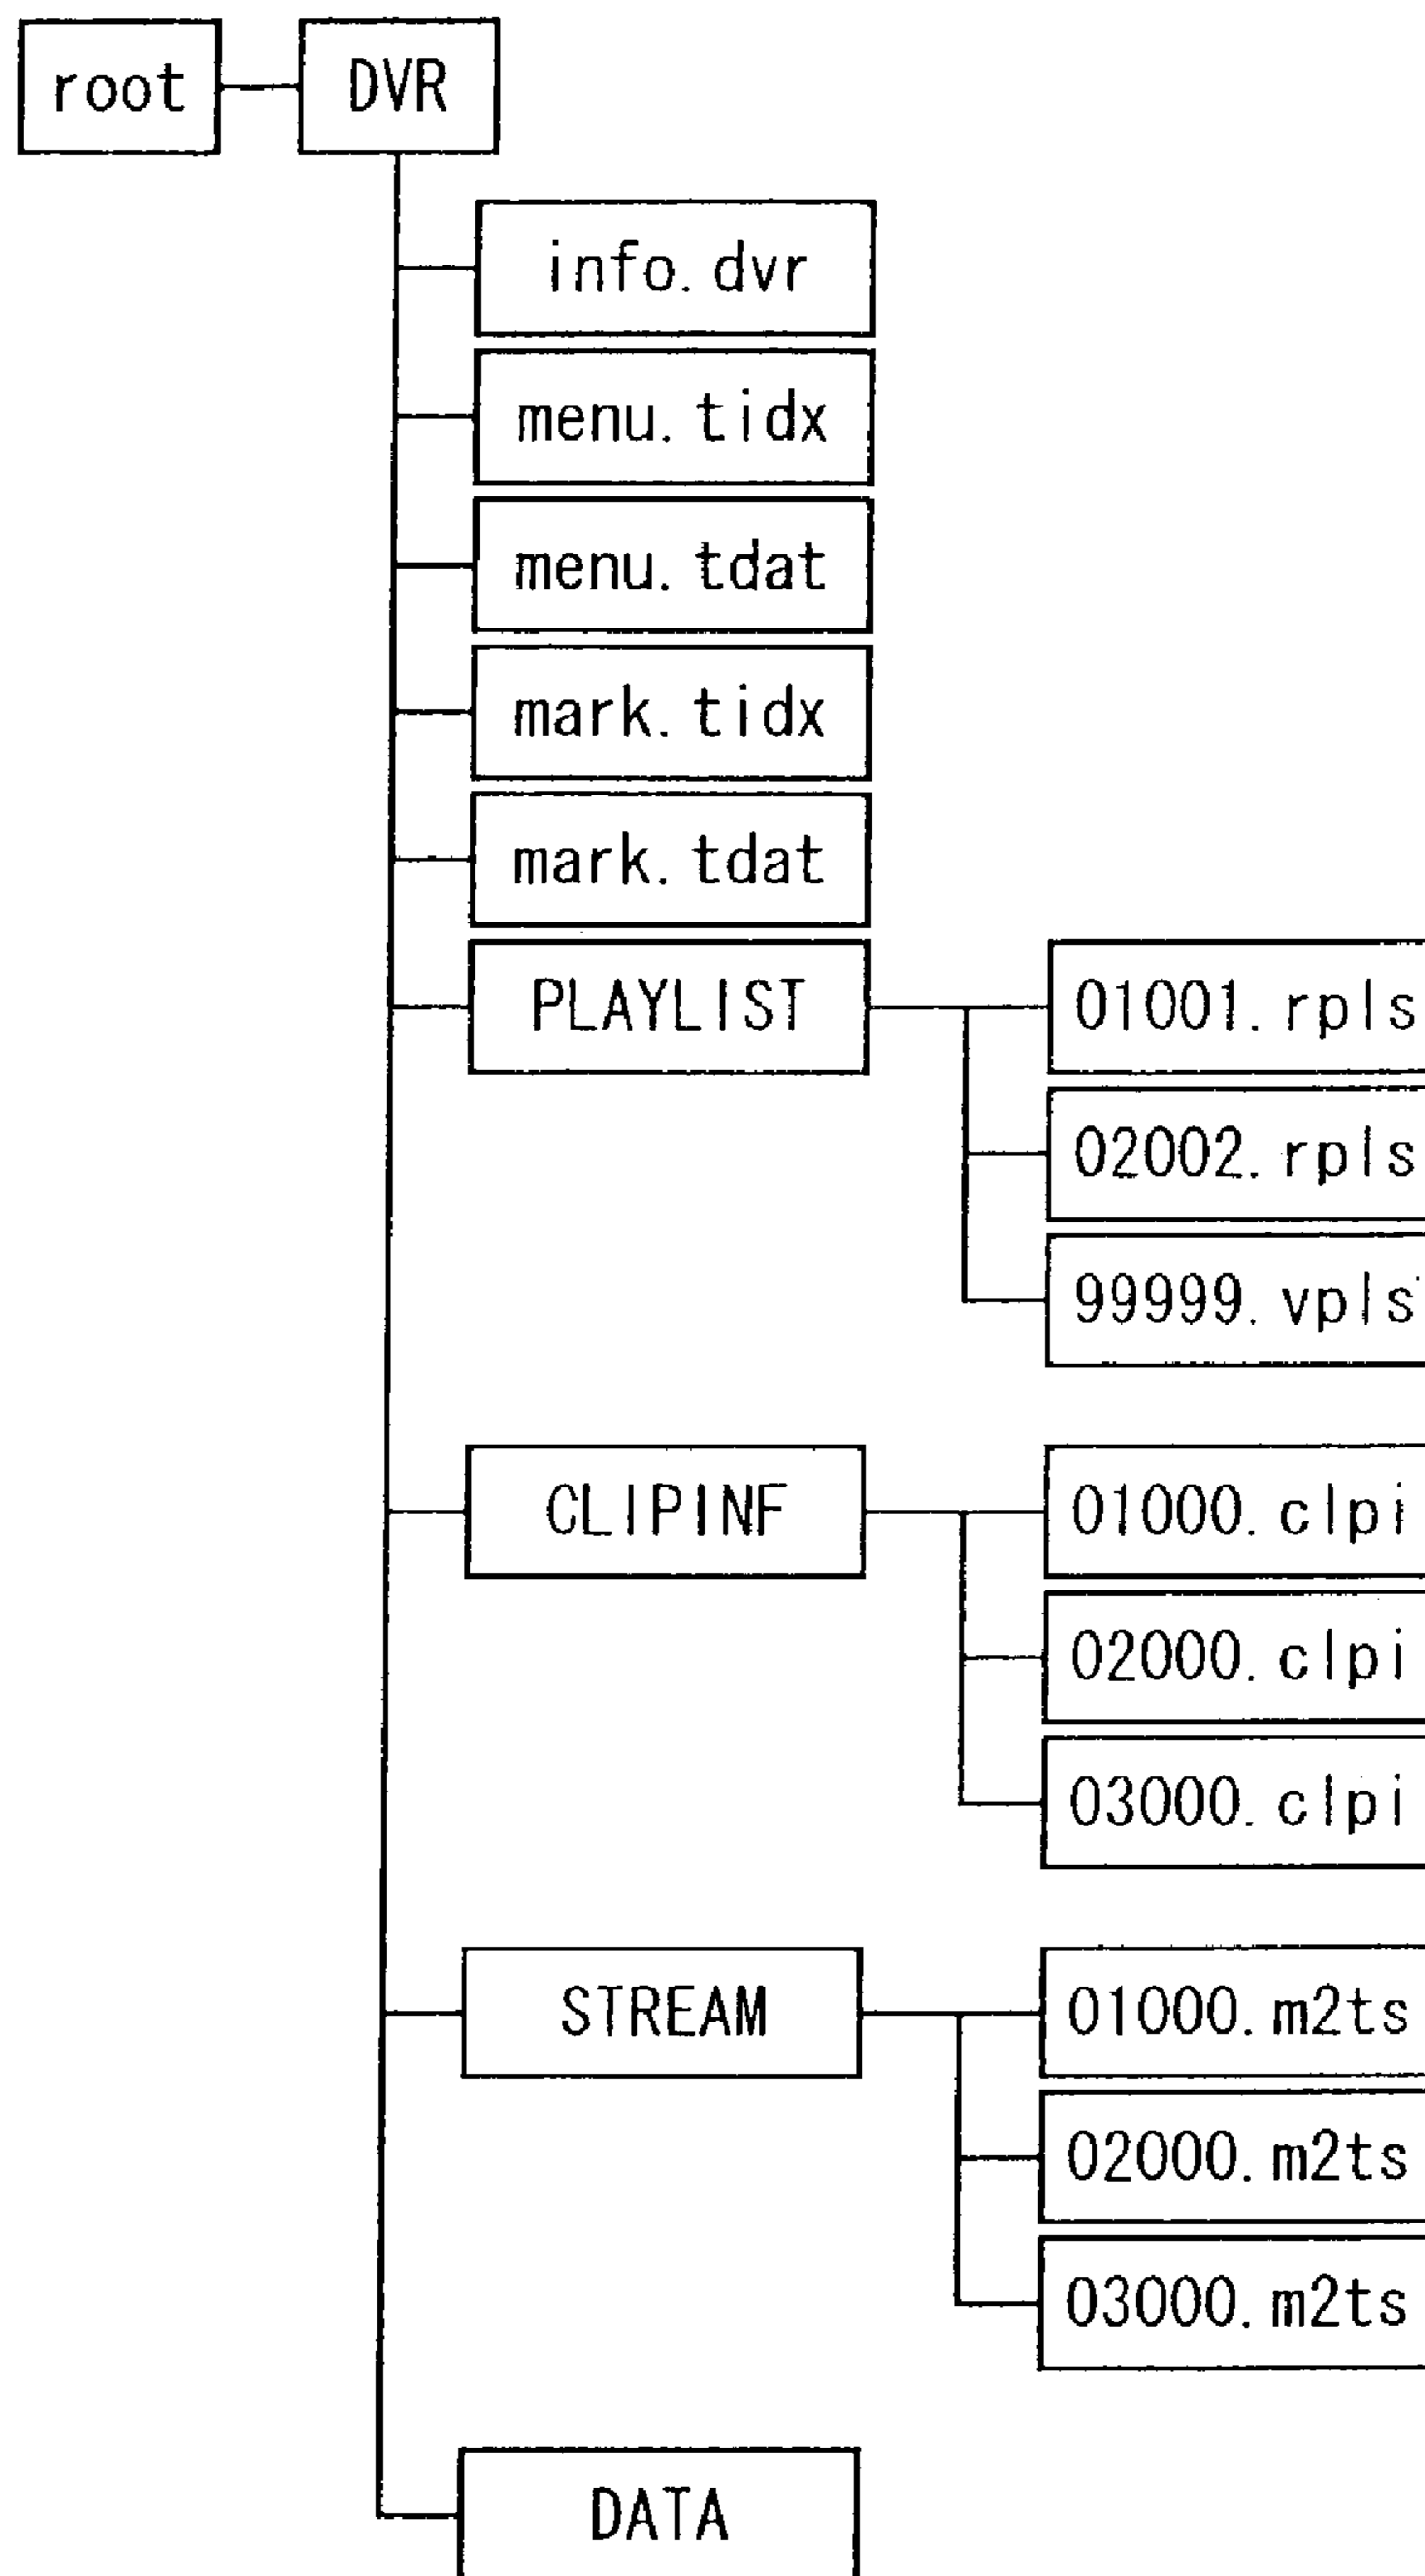 root DVR
info.dvr
menu.tidx
menu.tdat
mark.tidx
mark.tdat
PLAYLIST 01001.rpls
02002.rpls
99999.vpls
CLIPINF 01000.clpi
02000.clpi
03000.clpi
STREAM 01000.m2ts
02000.m2ts
03000.m2ts
DATA